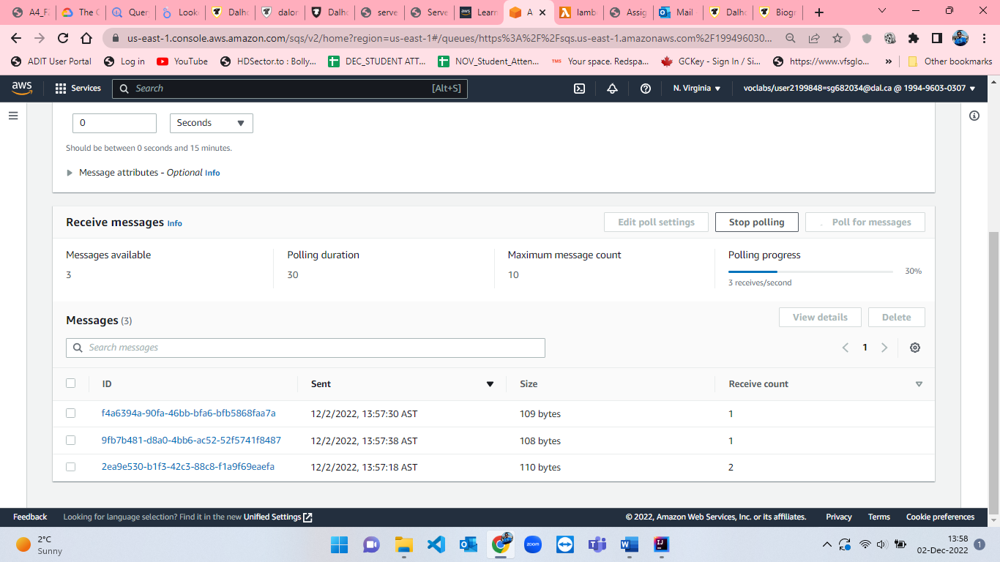 A4_F2
The C
Query
Looke
Dalho
dalon
Dalho
serve
Serve
aws
Learn
A
lamb
Assig
Mail
Dalho
Biogr
us-east-1.console.aws.amazon.com/sqs/v2/home?region=us-east-1#/queues/https%3A%2F%2Fsqs.us-east-1.amazonaws.com%2F199496030...
ADIT User Portal
Log in
YouTube
HDSector.to : Bolly...
DEC_STUDENT ATT...
NOV_Student_Atten...
TMS
Your space. Redspa...
GCKey - Sign In / Si...
https://www.vfsglo...
»
Other bookmarks
aws
Services
Search
[Alt+S]
N. Virginia
voclabs/user2199848=sg682034@dal.ca @ 1994-9603-0307
0
Seconds
Should be between 0 seconds and 15 minutes.
Message attributes - Optional Info
Receive messages Info
Edit poll settings
Stop polling
Poll for messages
Messages available
Polling duration
Maximum message count
Polling progress
3
30
10
30%
3 receives/second
Messages (3)
View details
Delete
Search messages
1
ID
Sent
Size
Receive count
f4a6394a-90fa-46bb-bfa6-bfb5868faa7a 12/2/2022, 13:57:30 AST 109 bytes 1
9fb7b481-d8a0-4bb6-ac52-52f5741f8487 12/2/2022, 13:57:38 AST 108 bytes 1
2ea9e530-b1f3-42c3-88c8-f1a9f69eaefa 12/2/2022, 13:57:18 AST 110 bytes 2
Feedback
Looking for language selection? Find it in the new Unified Settings
© 2022, Amazon Web Services, Inc. or its affiliates.
Privacy
Terms
Cookie preferences
2°C
Sunny
zoom
13:58
02-Dec-2022
1